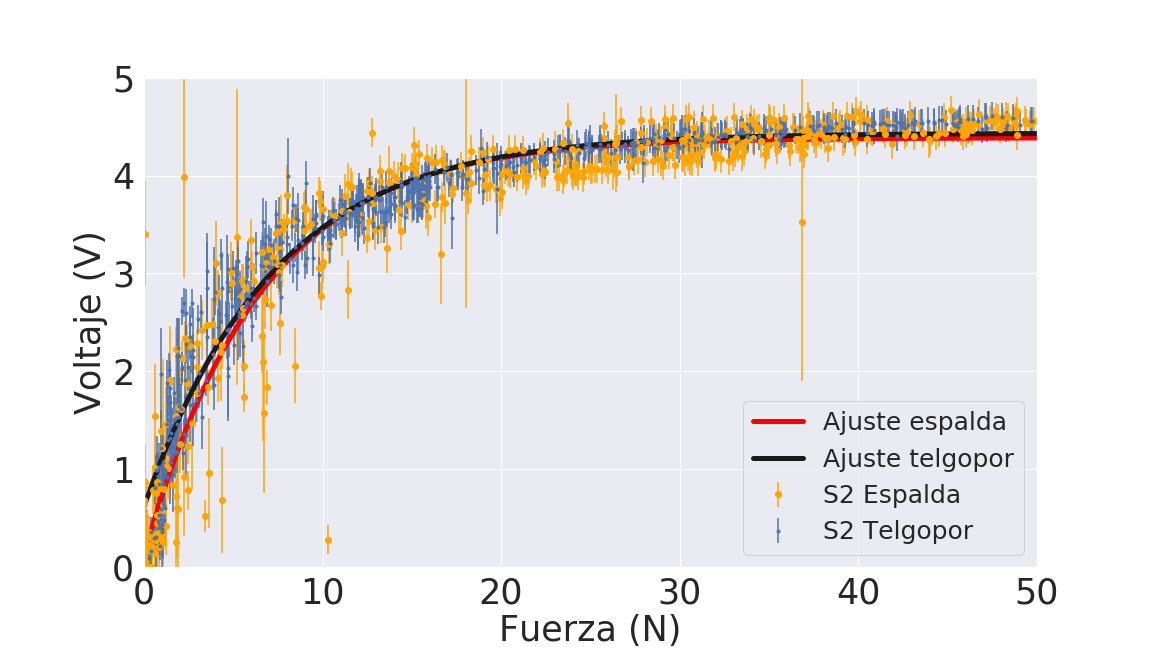 5
4
3
2
1
0
Voltaje (V)
0 10 20 30 40 50
Fuerza (N)
Ajuste espalda
Ajuste telgopor
S2 Espalda
S2 Telgopor